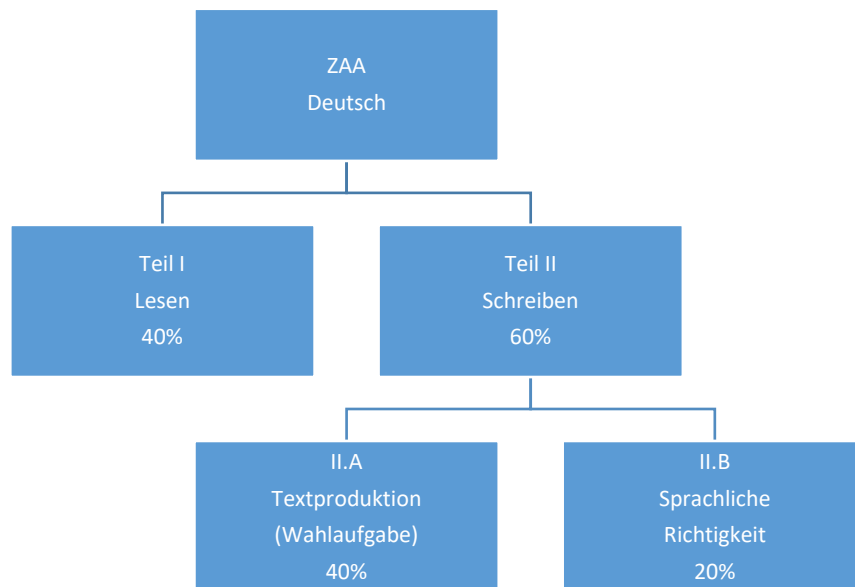 ZAA
Deutsch
Teil I
Lesen
40%
Teil II
Schreiben
60%
II.A
Textproduktion
(Wahlaufgabe)
40%
II.B
Sprachliche
Richtigkeit
20%